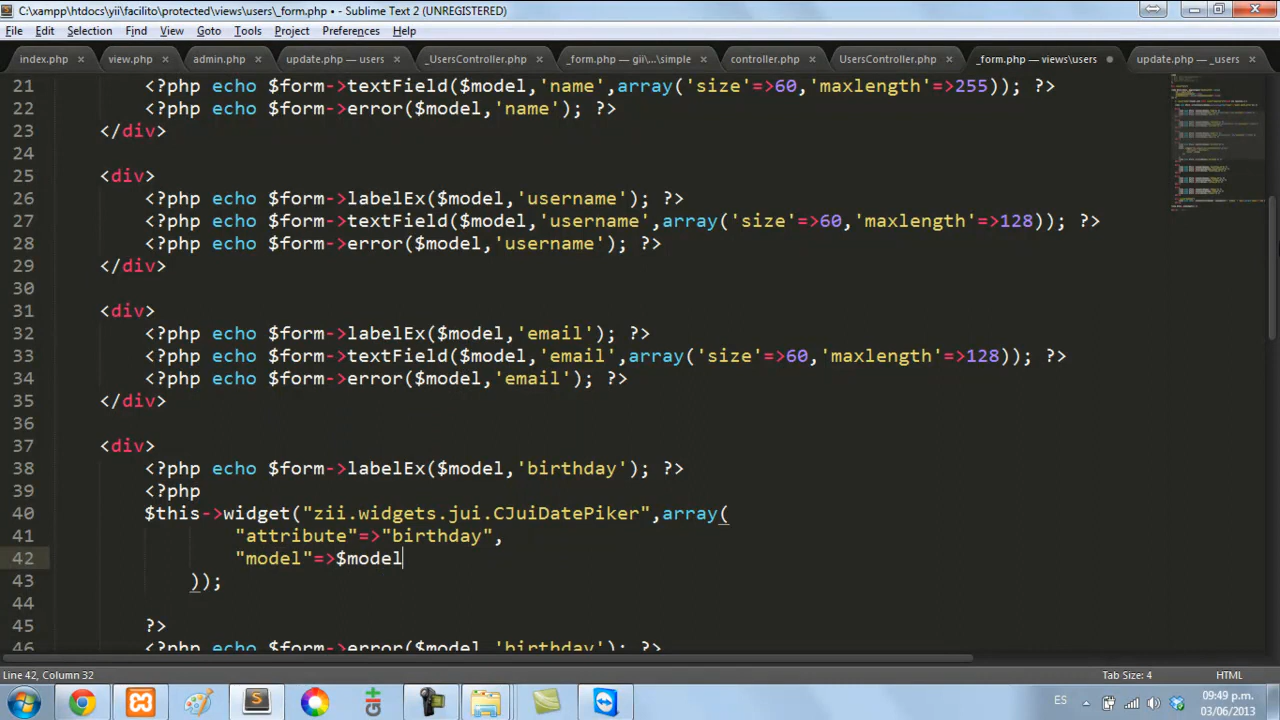 C:\xampp\htdocs\yii\facilito\protected\views\users\_form.php • - Sublime Text 2 (UNREGISTERED)
File Edit Selection Find View Goto Tools Project Preferences Help
index.php view.php admin.php update.php — users _UsersController.php _form.php — gii\...\simple controller.php UsersController.php _form.php — views\users update.php — _users
21 <?php echo $form->textField($model,'name',array('size'=>60,'maxlength'=>255)); ?>
22 <?php echo $form->error($model,'name'); ?>
23 </div>
24
25 <div>
26 <?php echo $form->labelEx($model,'username'); ?>
27 <?php echo $form->textField($model,'username',array('size'=>60,'maxlength'=>128)); ?>
28 <?php echo $form->error($model,'username'); ?>
29 </div>
30
31 <div>
32 <?php echo $form->labelEx($model,'email'); ?>
33 <?php echo $form->textField($model,'email',array('size'=>60,'maxlength'=>128)); ?>
34 <?php echo $form->error($model,'email'); ?>
35 </div>
36
37 <div>
38 <?php echo $form->labelEx($model,'birthday'); ?>
39 <?php
40 $this->widget("zii.widgets.jui.CJuiDatePiker",array(
41 "attribute"=>"birthday",
42 "model"=>$model
43 ));
44
45 ?>
46 <?php echo $form->error($model,'birthday'); ?>
Line 42, Column 32 Tab Size: 4 HTML
ES 09:49 p.m.
03/06/2013